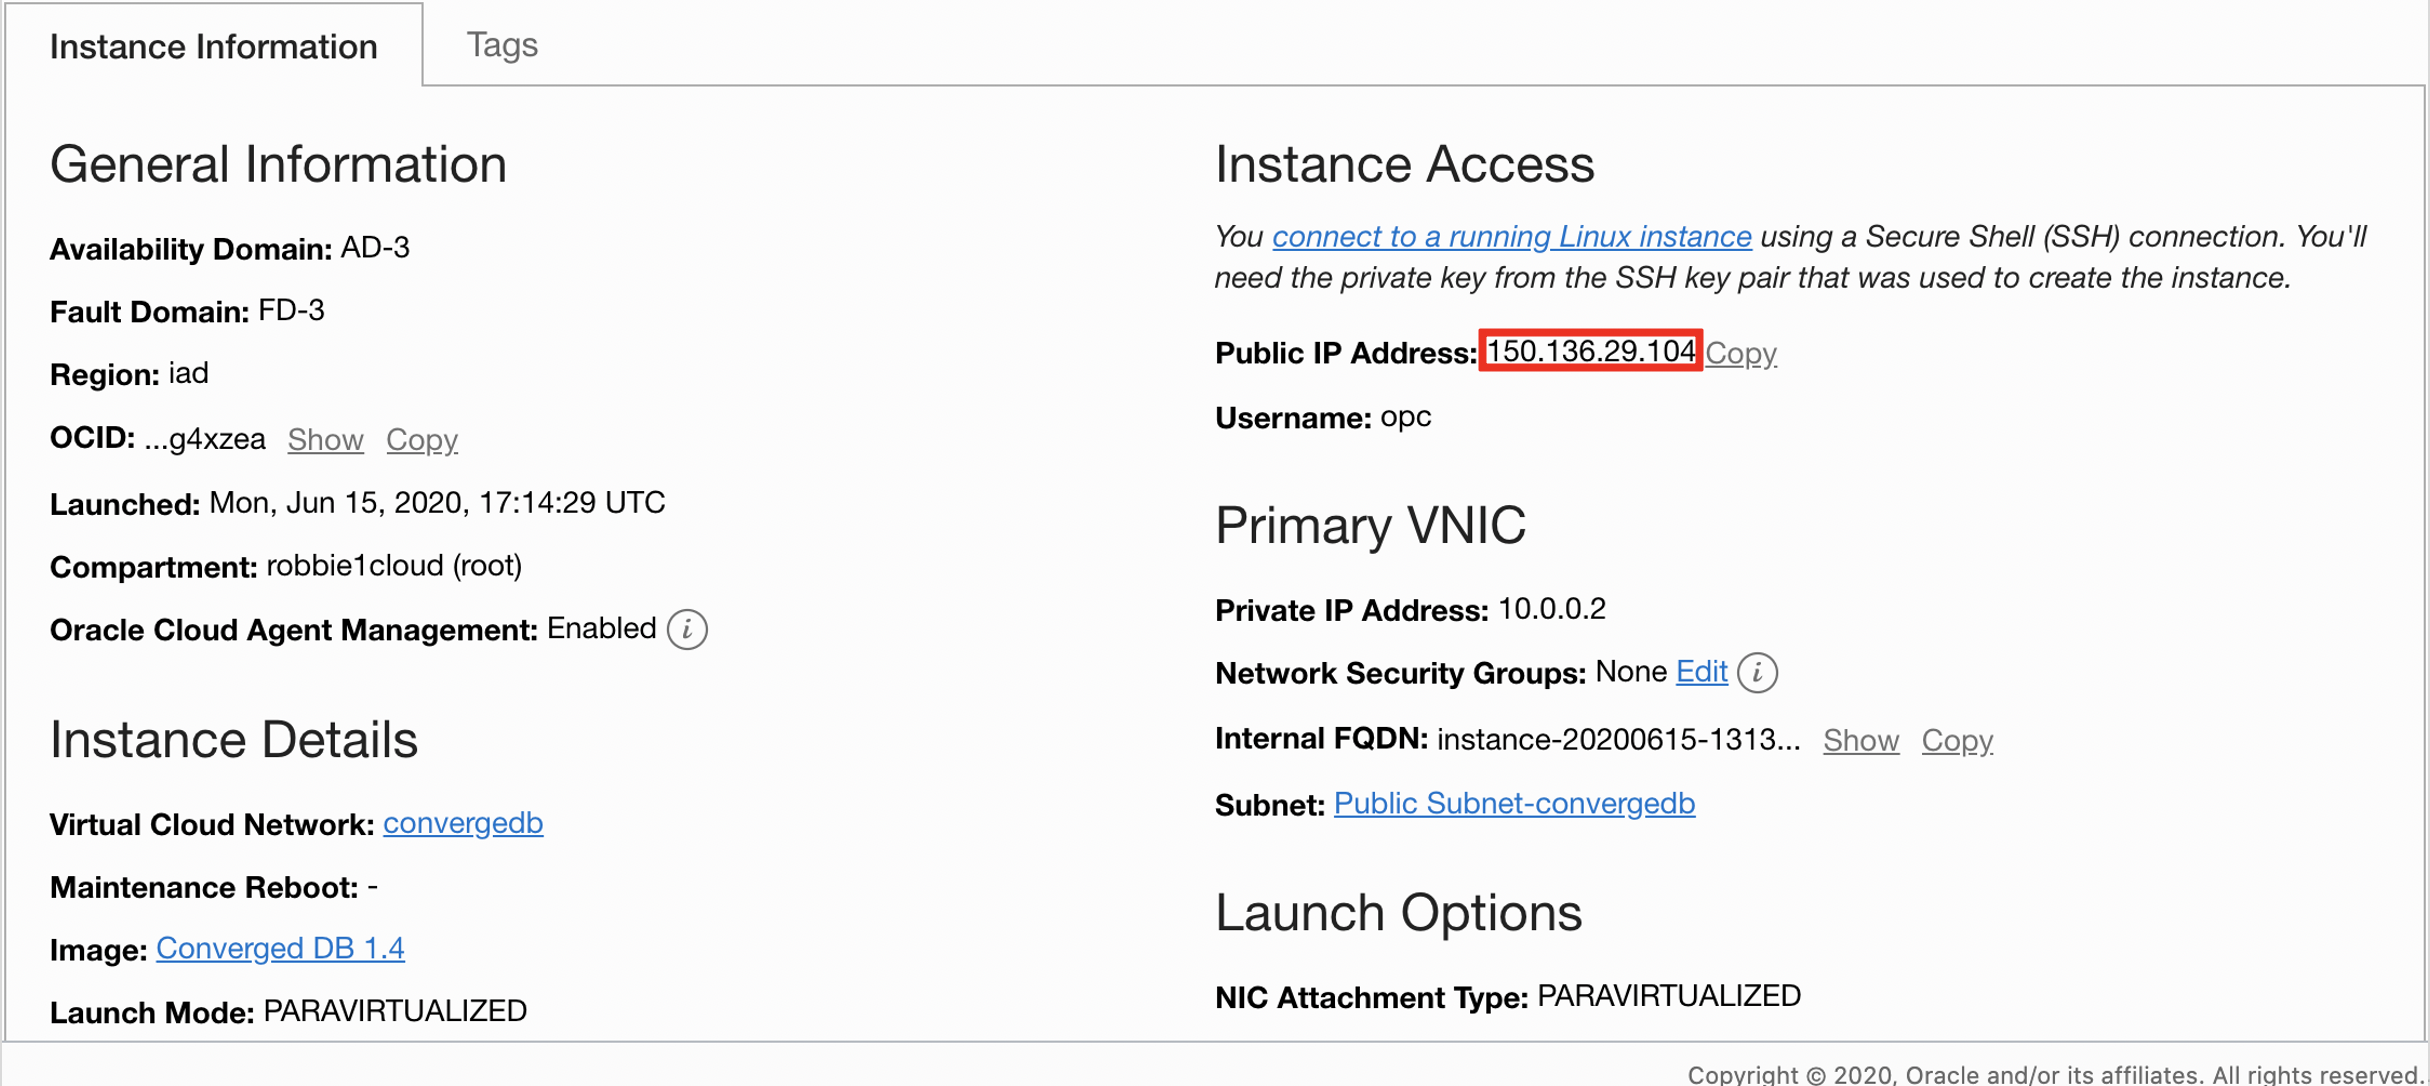 Instance Information
Tags
General Information
Availability Domain: AD-3
Fault Domain: FD-3
Region: iad
OCID: ...g4xzea Show Copy
Launched: Mon, Jun 15, 2020, 17:14:29 UTC
Compartment: robbie1cloud (root)
Oracle Cloud Agent Management: Enabled i
Instance Details
Virtual Cloud Network: convergedb
Maintenance Reboot: -
Image: Converged DB 1.4
Launch Mode: PARAVIRTUALIZED
Instance Access
You connect to a running Linux instance using a Secure Shell (SSH) connection. You'll
need the private key from the SSH key pair that was used to create the instance.
Public IP Address: 150.136.29.104 Copy
Username: opc
Primary VNIC
Private IP Address: 10.0.0.2
Network Security Groups: None Edit i
Internal FQDN: instance-20200615-1313... Show Copy
Subnet: Public Subnet-convergedb
Launch Options
NIC Attachment Type: PARAVIRTUALIZED
Copyright © 2020, Oracle and/or its affiliates. All rights reserved.